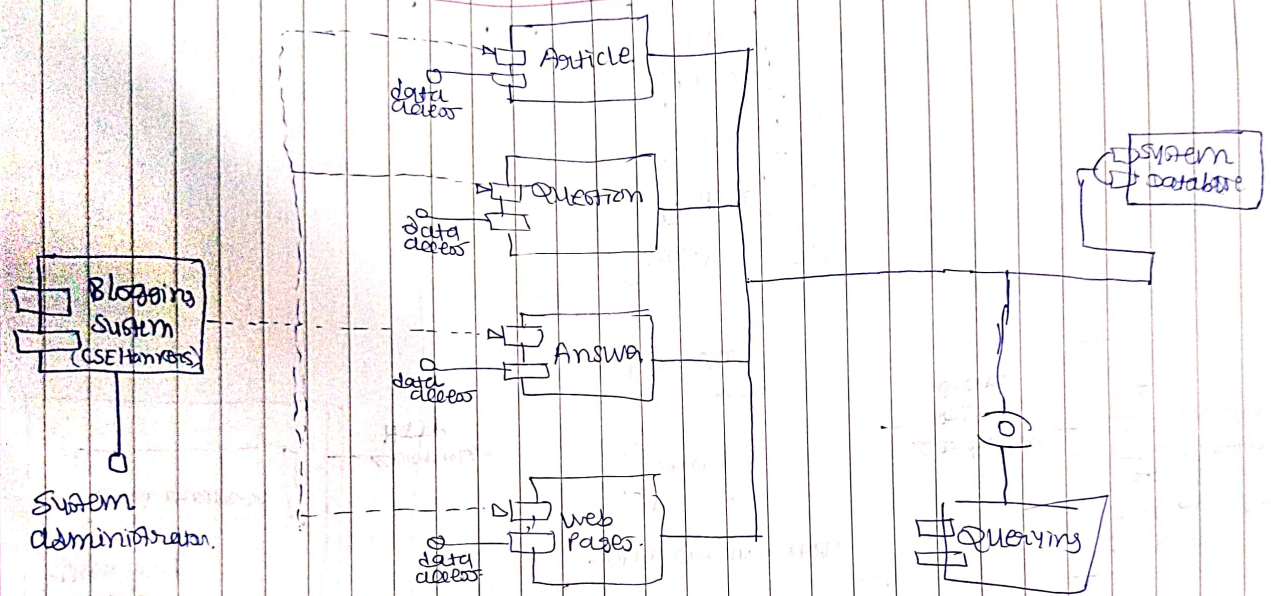 Article
data
access
Question
data
access
System
Database
Blogging
System
(CSEHankers)
Answer
data
access
System
administrator.
Web
Pages.
data
access
Querying